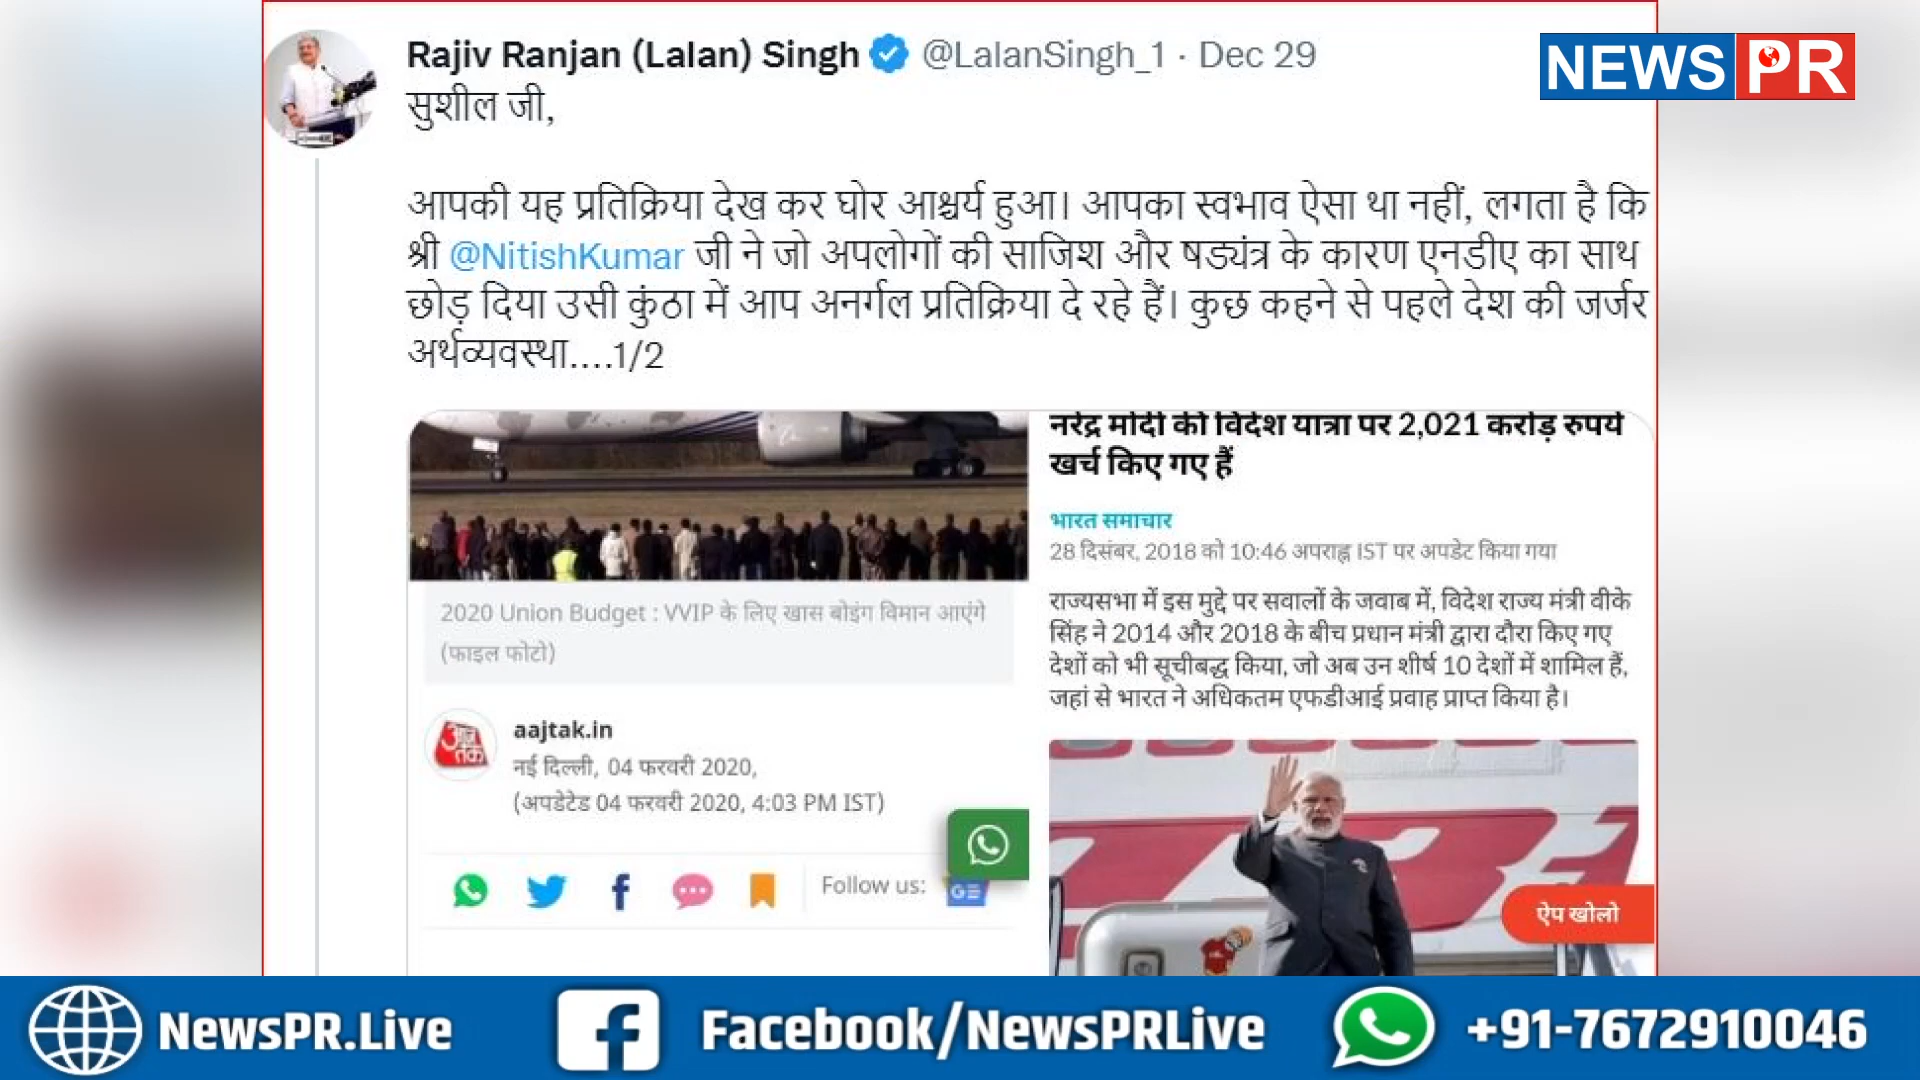 Rajiv Ranjan (Lalan) Singh @LalanSingh_1 · Dec 29
NEWS PR
सुशील जी,
आपकी यह प्रतिक्रिया देख कर घोर आश्चर्य हुआ। आपका स्वभाव ऐसा था नहीं, लगता है कि
श्री @NitishKumar जी ने जो अपलोगों की साजिश और षड्यंत्र के कारण एनडीए का साथ
छोड़ दिया उसी कुंठा में आप अनर्गल प्रतिक्रिया दे रहे हैं। कुछ कहने से पहले देश की जर्जर
अर्थव्यवस्था....1/2
2020 Union Budget : VVIP के लिए खास बोइंग विमान आएंगे
(फाइल फोटो)
आज तक
aajtak.in
नई दिल्ली, 04 फरवरी 2020,
(अपडेटेड 04 फरवरी 2020, 4:03 PM IST)
Follow us:
GE
नरेंद्र मोदी की विदेश यात्रा पर 2,021 करोड़ रुपये
खर्च किए गए हैं
भारत समाचार
28 दिसंबर, 2018 को 10:46 अपराह्न IST पर अपडेट किया गया
राज्यसभा में इस मुद्दे पर सवालों के जवाब में, विदेश राज्य मंत्री वीके
सिंह ने 2014 और 2018 के बीच प्रधान मंत्री द्वारा दौरा किए गए
देशों को भी सूचीबद्ध किया, जो अब उन शीर्ष 10 देशों में शामिल हैं,
जहां से भारत ने अधिकतम एफडीआई प्रवाह प्राप्त किया है।
ऐप खोलो
NewsPR.Live
Facebook/NewsPRLive
+91-7672910046